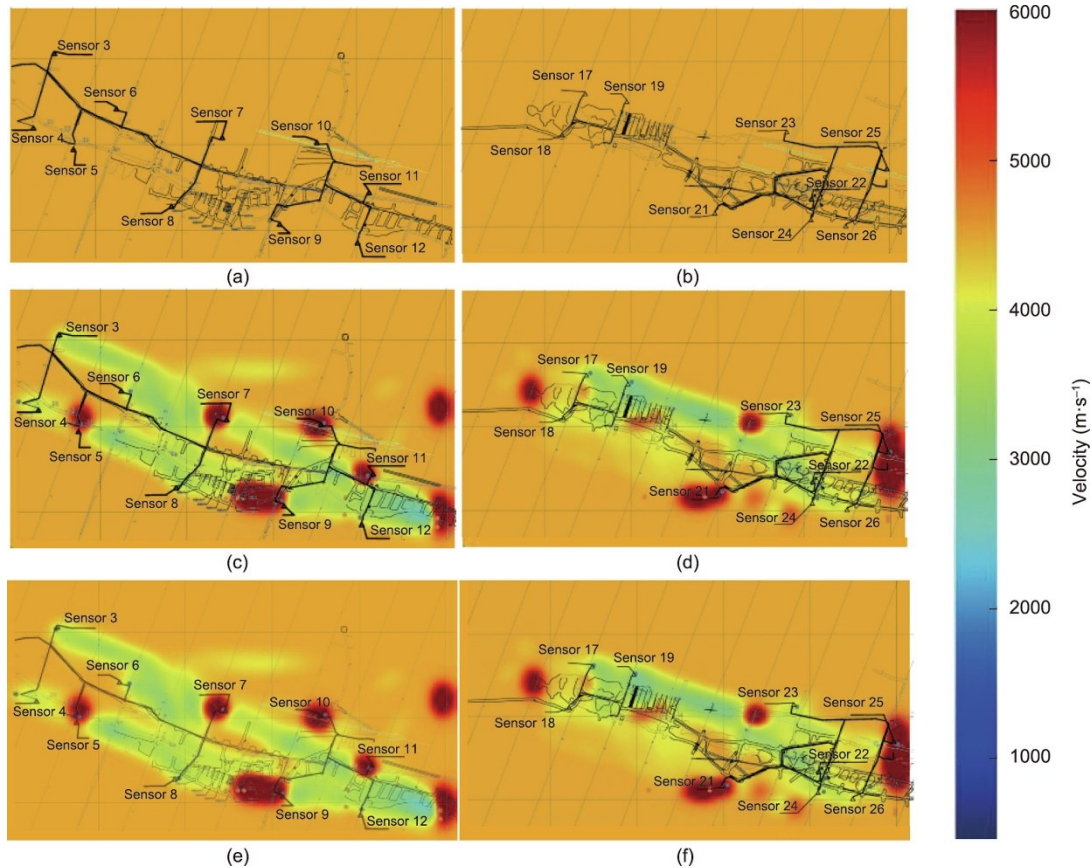 Sensor 3
Sensor 6
Sensor 7
Sensor 10
Sensor 4
Sensor 5
Sensor 11
Sensor 8
Sensor 9
Sensor 12
(a)
Sensor 17
Sensor 19
Sensor 23
Sensor 25
Sensor 18
Sensor 22
Sensor 21
Sensor 24
Sensor 26
(b)
Sensor 3
Sensor 6
Sensor 7
Sensor 10
Sensor 4
Sensor 5
Sensor 11
Sensor 8
Sensor 9
Sensor 12
(c)
Sensor 17
Sensor 19
Sensor 23
Sensor 25
Sensor 18
Sensor 22
Sensor 21
Sensor 24
Sensor 26
(d)
Sensor 3
Sensor 6
Sensor 7
Sensor 10
Sensor 4
Sensor 5
Sensor 11
Sensor 8
Sensor 9
Sensor 12
(e)
Sensor 17
Sensor 19
Sensor 23
Sensor 25
Sensor 18
Sensor 22
Sensor 21
Sensor 24
Sensor 26
(f)
6000
5000
4000
3000
2000
1000
Velocity (m·s⁻¹)